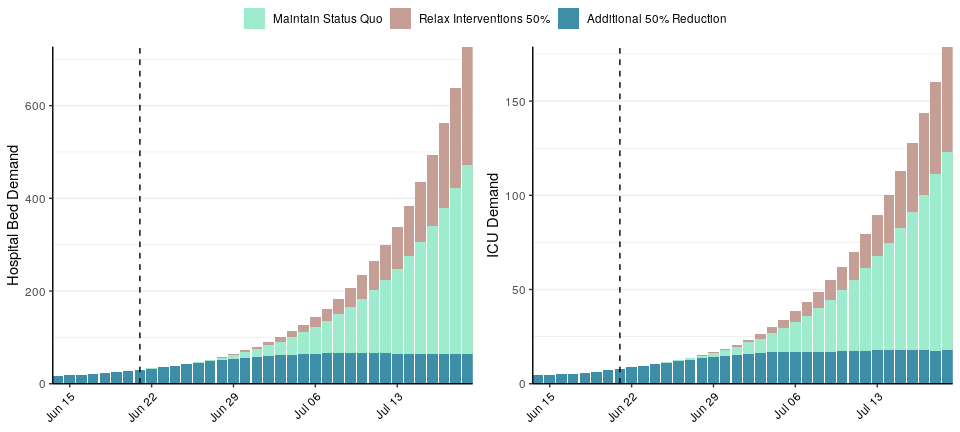 Maintain Status Quo Relax Interventions 50% Additional 50% Reduction
Hospital Bed Demand
600
400
200
0
Jun 15 Jun 22 Jun 29 Jul 06 Jul 13
ICU Demand
150
100
50
0
Jun 15 Jun 22 Jun 29 Jul 06 Jul 13